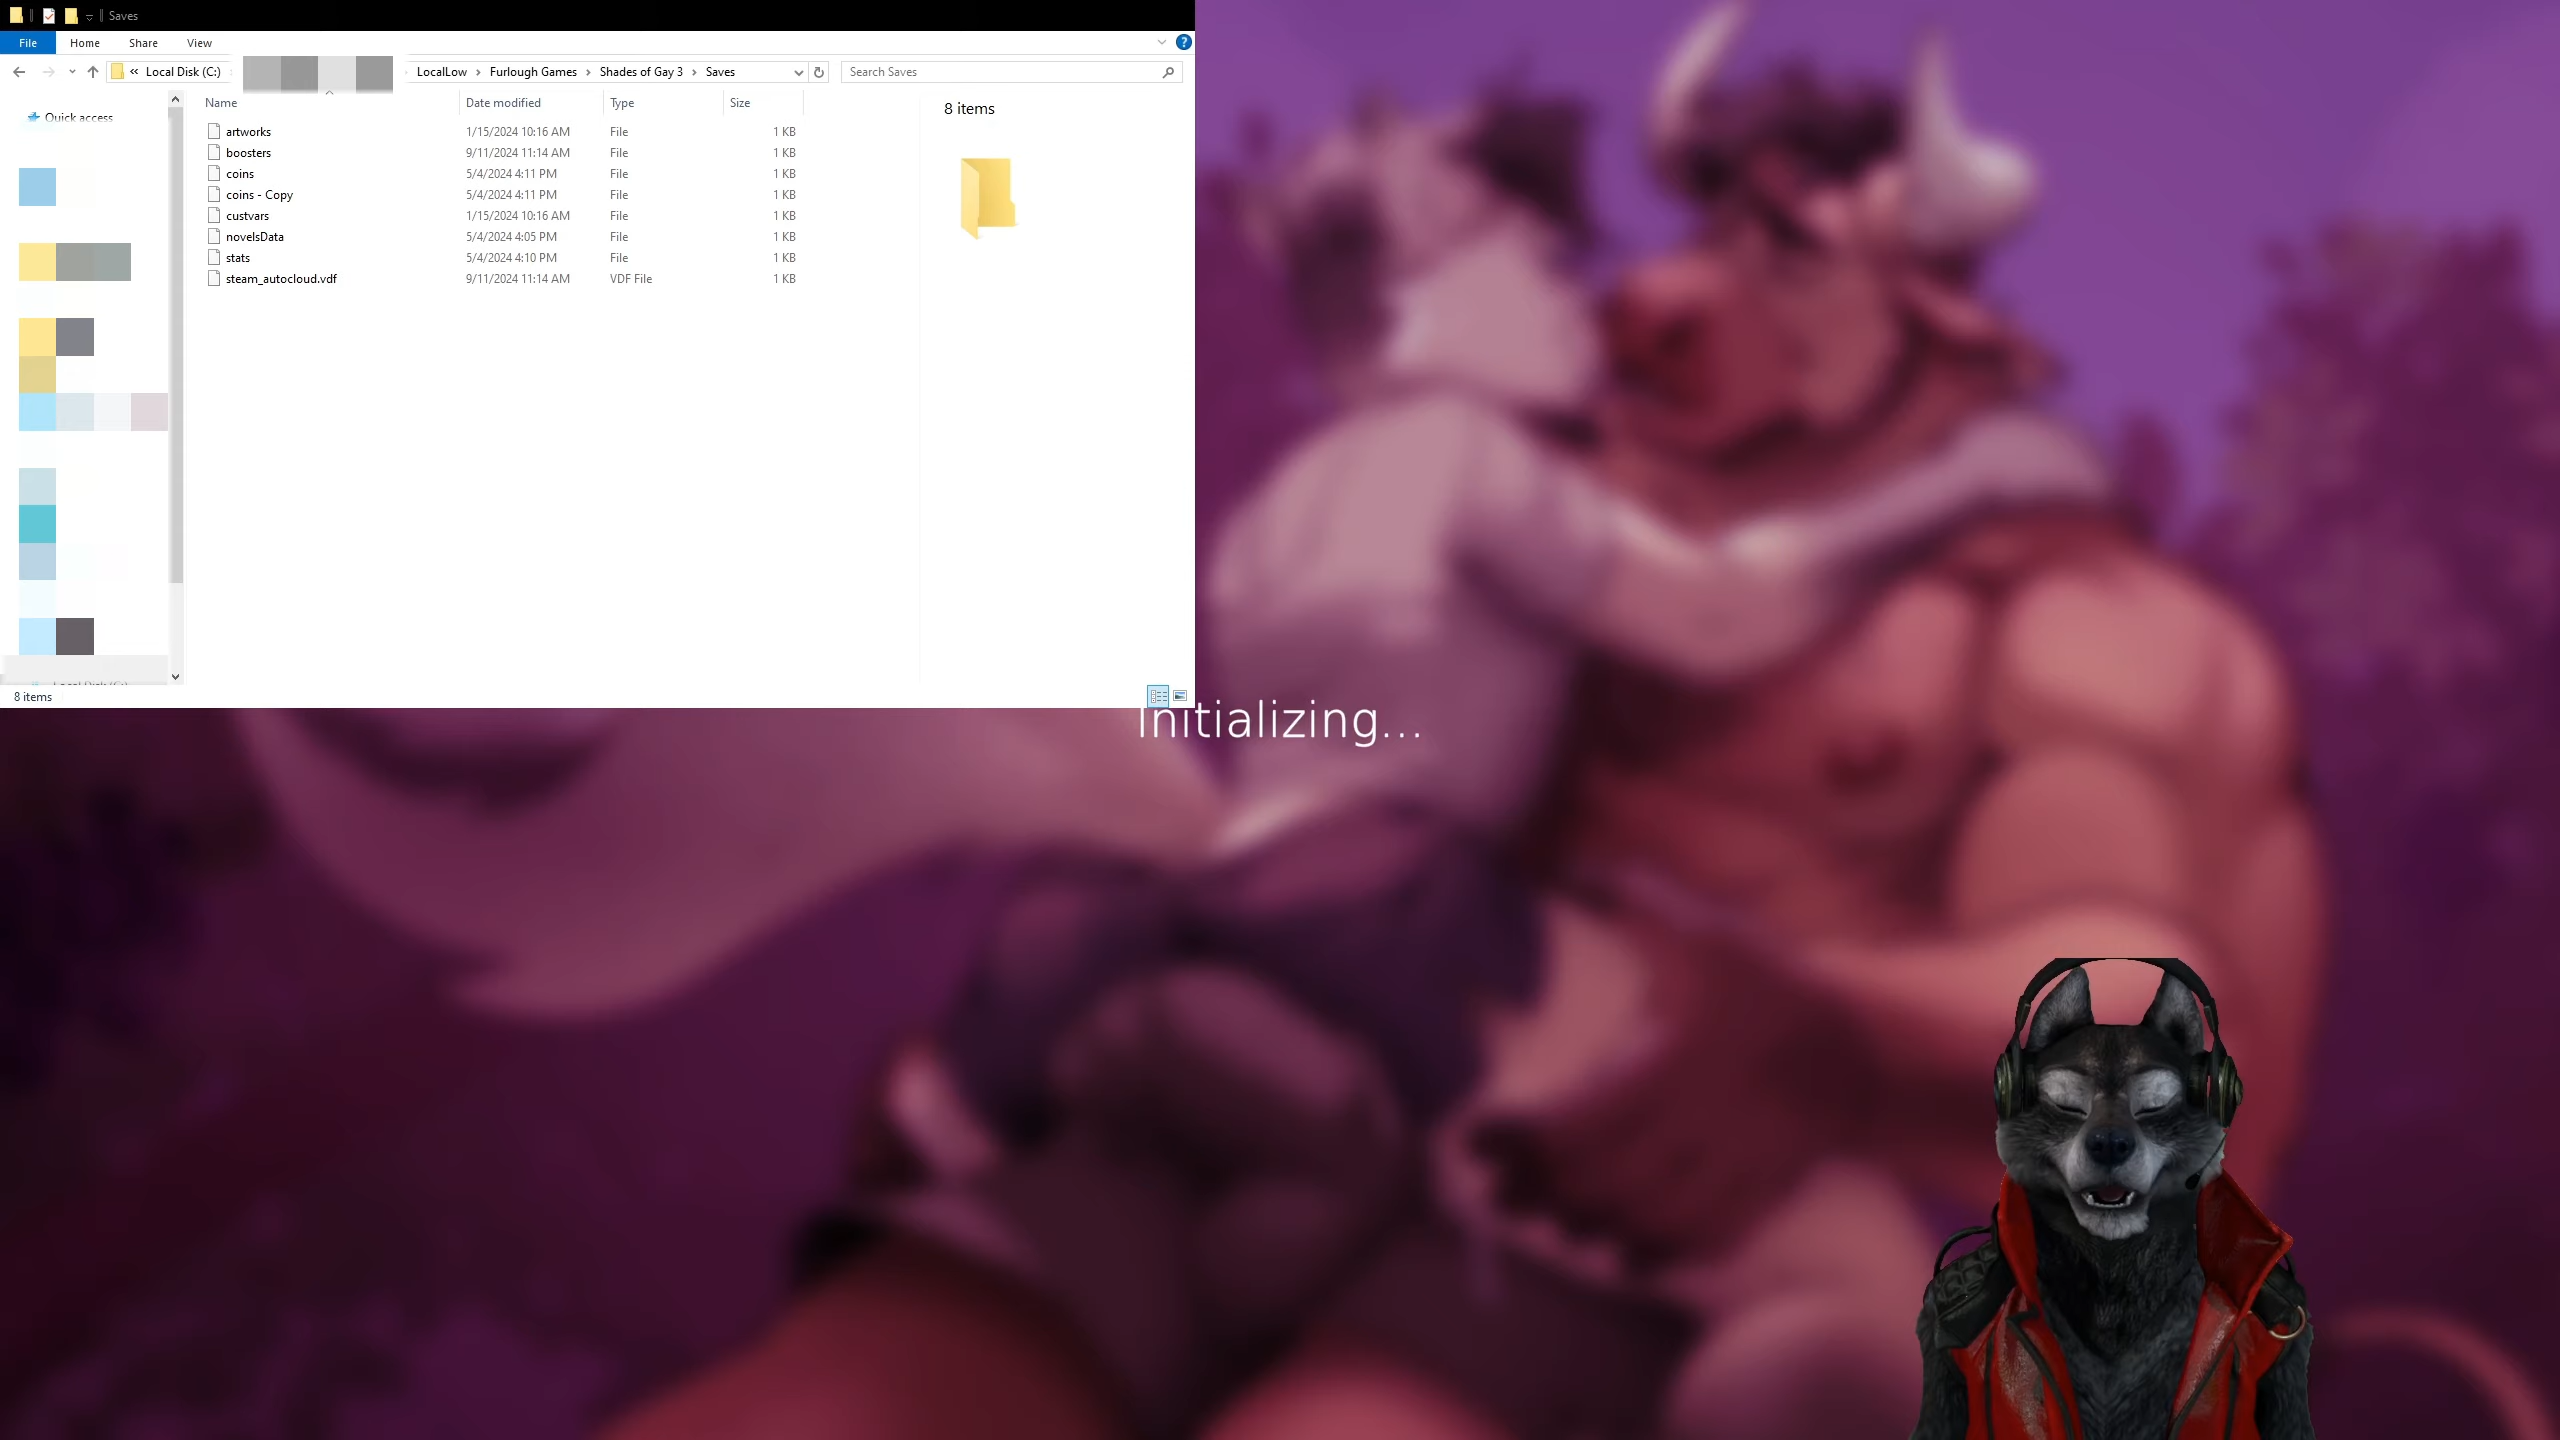 Saves
File Home Share View
« Local Disk (C:) LocalLow › Furlough Games › Shades of Gay 3 › Saves Search Saves
Name Date modified Type Size
8 items
Quick access
artworks 1/15/2024 10:16 AM File 1 KB
boosters 9/11/2024 11:14 AM File 1 KB
coins 5/4/2024 4:11 PM File 1 KB
coins - Copy 5/4/2024 4:11 PM File 1 KB
custvars 1/15/2024 10:16 AM File 1 KB
novelsData 5/4/2024 4:05 PM File 1 KB
stats 5/4/2024 4:10 PM File 1 KB
steam_autocloud.vdf 9/11/2024 11:14 AM VDF File 1 KB
Local Disk (C:)
8 items
Initializing...